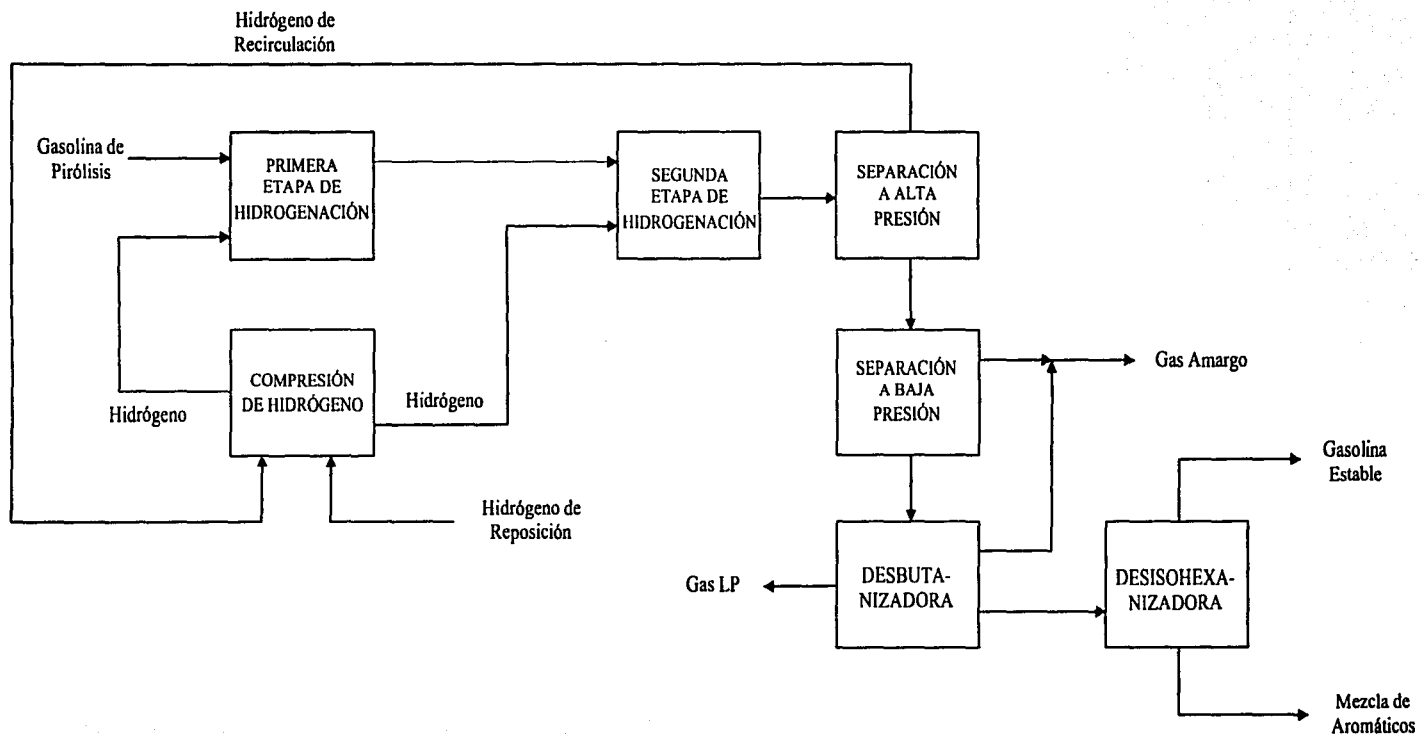 Hidrógeno de
Recirculación
Gasolina de
Pirólisis
PRIMERA
ETAPA DE
HIDROGENACIÓN
SEGUNDA
ETAPA DE
HIDROGENACIÓN
SEPARACIÓN
A ALTA
PRESIÓN
COMPRESIÓN
DE HIDRÓGENO
Hidrógeno
Hidrógeno
SEPARACIÓN
A BAJA
PRESIÓN
Gas Amargo
Hidrógeno de
Reposición
Gas LP
DESBUTA-
NIZADORA
DESISOHEXA-
NIZADORA
Gasolina
Estable
Mezcla de
Aromáticos